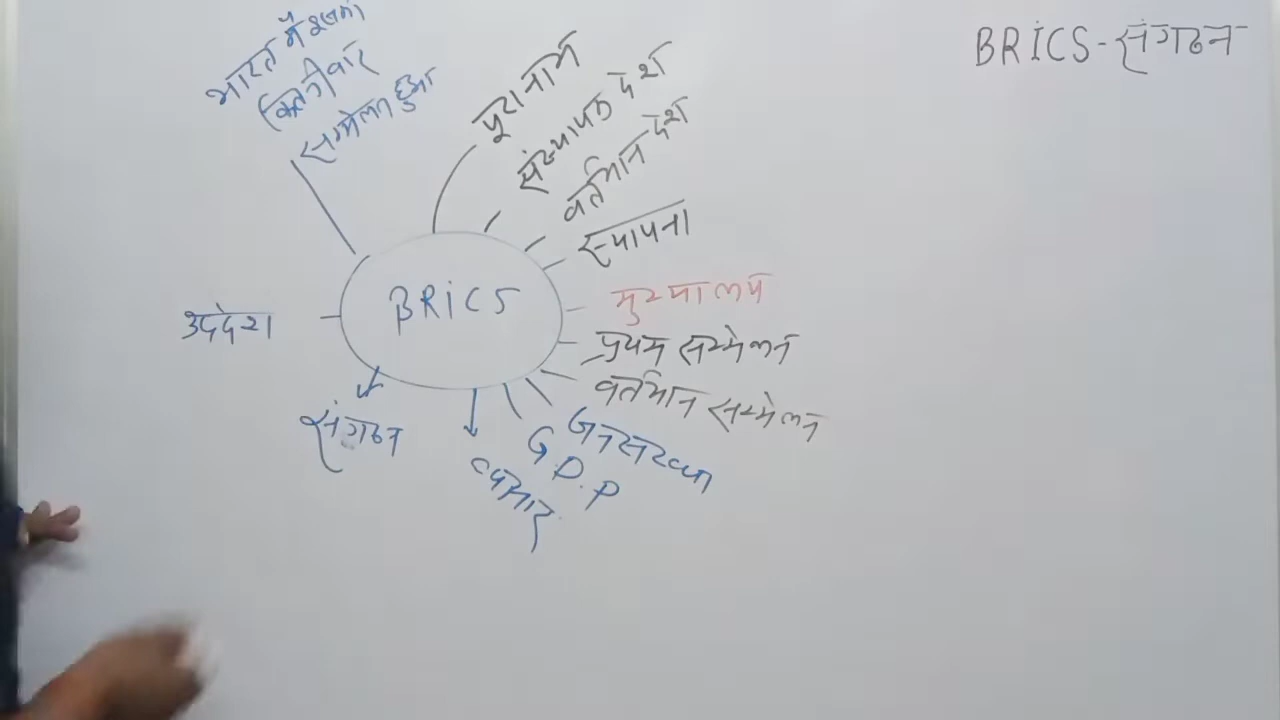 BRICS-संगठन
भारत में इसका
कितनी बार
सम्मेलन हुआ
पूरा नाम
संस्थापक देश
वर्तमान देश
स्थापना
BRICS
मुख्यालय
उद्देश्य
प्रथम सम्मेलन
वर्तमान सम्मेलन
जनसंख्या
G.D.P
व्यापार
संगठन